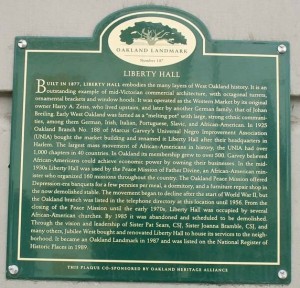 OAKLAND LANDMARK
LIBERTY HALL
BUILT IN 1877, LIBERTY HALL embodies the many layers of West Oakland history. It is an
outstanding example of mid-Victorian commercial architecture, with octagonal turrets,
ornamental brackets and window hoods. It was operated as the Western Market by its original
owner Harry A. Zeiss, who lived upstairs, and later by another German family, that of Johan
Feiling. Early West Oakland was famed as a "melting pot" with large, strong ethnic communi-
ties, among them German, Irish, Italian, Portuguese, Slavic, and African-American. In 1925
Oakland Branch No. 188 of Marcus Garvey's Universal Negro Improvement Association
(UNIA) bought the market building and renamed it Liberty Hall after their headquarters in
Harlem. The largest mass movement of African-Americans in history, the UNIA had over
1,000 chapters in 40 countries. In Oakland its membership grew to over 500. Garvey believed
African-Americans could achieve economic power by owning their businesses. In the mid-
1930s Liberty Hall was used by the Peace Mission of Father Divine, an African-American min-
ister who organized 160 missions throughout the country. The Oakland Peace Mission offered
Depression-era banquets for a few pennies per meal, a dormitory, and a furniture repair shop in
the now demolished stable. The movement began to decline after the start of World War II, but
the Oakland branch was listed in the telephone directory at this location until 1956. From the
closing of the Peace Mission until the early 1970s, Liberty Hall was occupied by several
African-American churches. By 1985 it was abandoned and scheduled to be demolished.
Through the vision and leadership of Sister Pat Sears, CSJ, Sister Joanna Bramble, CSJ, and
many others, Jubilee West bought and renovated Liberty Hall to house its services to the neigh-
borhood. It became an Oakland Landmark in 1987 and was listed on the National Register of
Historic Places in 1989.
THIS PLAQUE CO-SPONSORED BY OAKLAND HERITAGE ALLIANCE